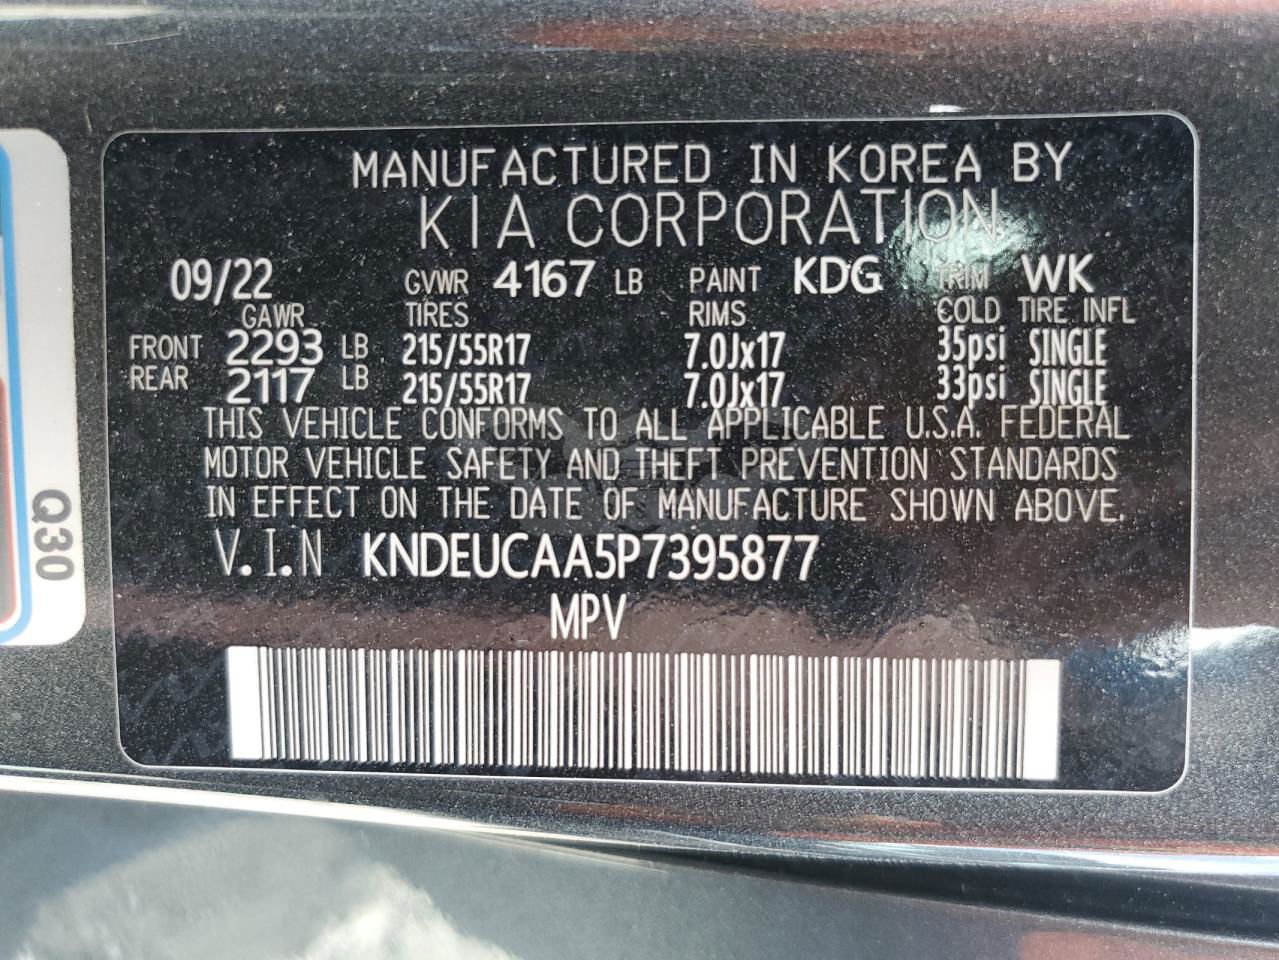 MANUFACTURED IN KOREA BY
KIA CORPORATION
09/22 GVWR 4167 LB PAINT KDG TRIM WK
GAWR TIRES RIMS COLD TIRE INFL
FRONT 2293 LB 215/55R17 7.0Jx17 35psi SINGLE
REAR 2117 LB 215/55R17 7.0Jx17 33psi SINGLE
THIS VEHICLE CONFORMS TO ALL APPLICABLE U.S.A. FEDERAL
MOTOR VEHICLE SAFETY AND THEFT PREVENTION STANDARDS
IN EFFECT ON THE DATE OF MANUFACTURE SHOWN ABOVE.
V.I.N KNDEUCAA5P7395877
MPV
Q30